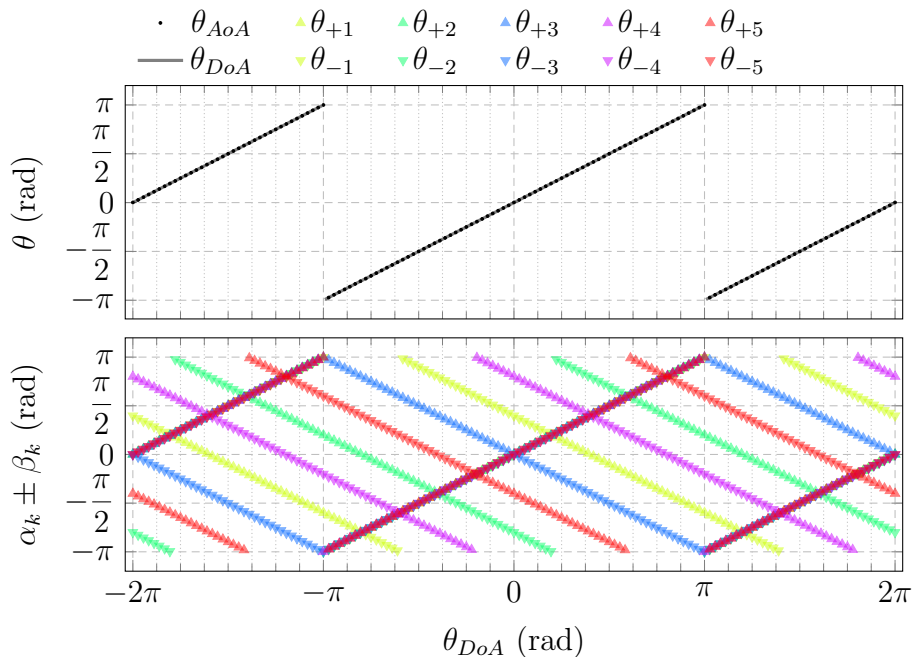 θ_AoA θ_+1 θ_+2 θ_+3 θ_+4 θ_+5
θ_DoA θ_−1 θ_−2 θ_−3 θ_−4 θ_−5
θ (rad)
π
π/2
0
−π/2
−π
α_k ± β_k (rad)
π
π/2
0
−π/2
−π
−2π −π 0 π 2π
θ_DoA (rad)